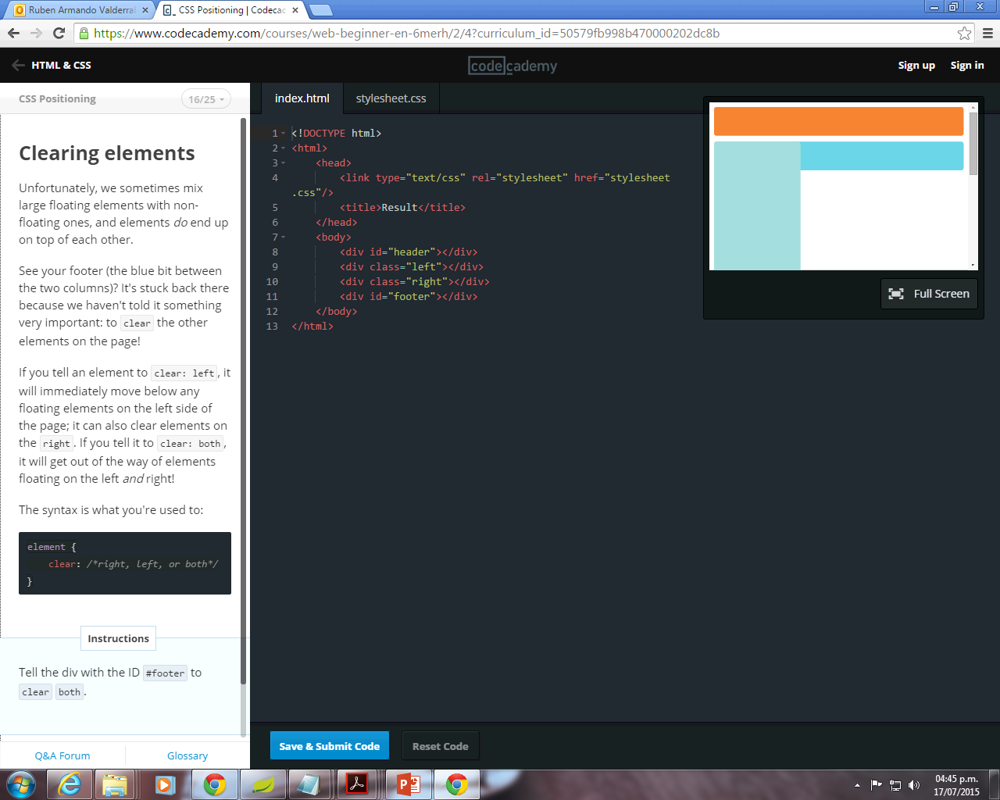 Ruben Armando Valderral
CSS Positioning | Codecac
https://www.codecademy.com/courses/web-beginner-en-6merh/2/4?curriculum_id=50579fb998b470000202dc8b
HTML & CSS
codecademy
Sign up
Sign in
CSS Positioning
16/25
index.html
stylesheet.css
Clearing elements
Unfortunately, we sometimes mix
large floating elements with non-
floating ones, and elements do end up
on top of each other.
See your footer (the blue bit between
the two columns)? It's stuck back there
because we haven't told it something
very important: to clear the other
elements on the page!
If you tell an element to clear: left, it
will immediately move below any
floating elements on the left side of
the page; it can also clear elements on
the right. If you tell it to clear: both,
it will get out of the way of elements
floating on the left and right!
The syntax is what you're used to:
element {
clear: /*right, left, or both*/
}
Instructions
Tell the div with the ID #footer to
clear both.
Q&A Forum
Glossary
1 <!DOCTYPE html>
2 <html>
3 <head>
4 <link type="text/css" rel="stylesheet" href="stylesheet
.css"/>
5 <title>Result</title>
6 </head>
7 <body>
8 <div id="header"></div>
9 <div class="left"></div>
10 <div class="right"></div>
11 <div id="footer"></div>
12 </body>
13 </html>
Full Screen
Save & Submit Code
Reset Code
04:45 p.m.
17/07/2015